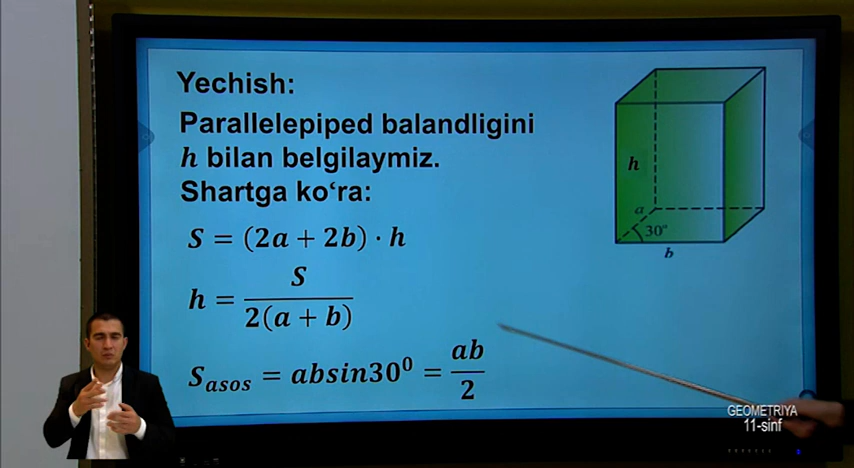 Yechish:
Parallelepiped balandligini
h bilan belgilaymiz.
Shartga ko‘ra:
S = (2a + 2b) · h
h = S / 2(a + b)
S_asos = absin30⁰ = ab / 2
h
a
30°
b
GEOMETRIYA
11-sinf